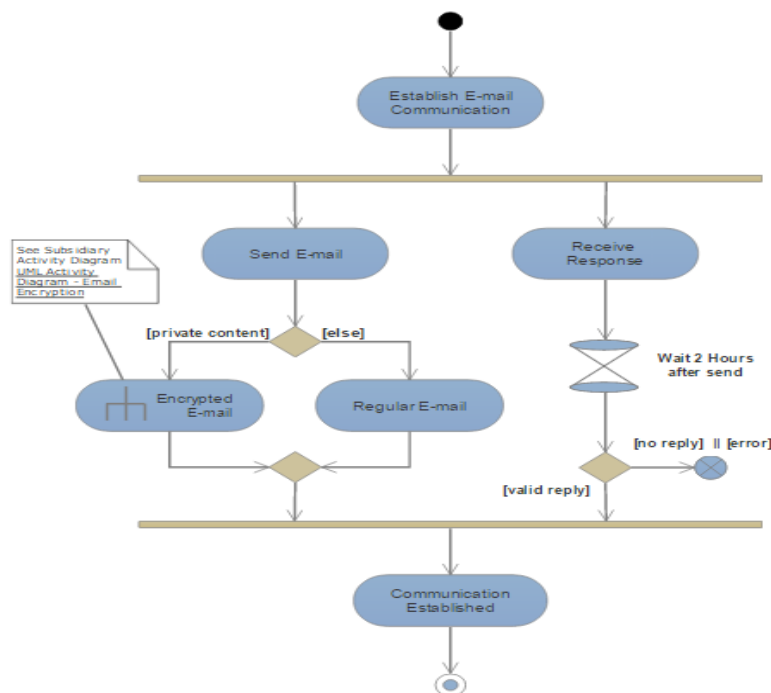 Establish E-mail
Communication
Send E-mail
Receive
Response
See Subsidiary
Activity Diagram
UML Activity
Diagram - Email
Encryption
[private content]
[else]
Wait 2 Hours
after send
Encrypted
E-mail
Regular E-mail
[no reply] || [error]
[valid reply]
Communication
Established